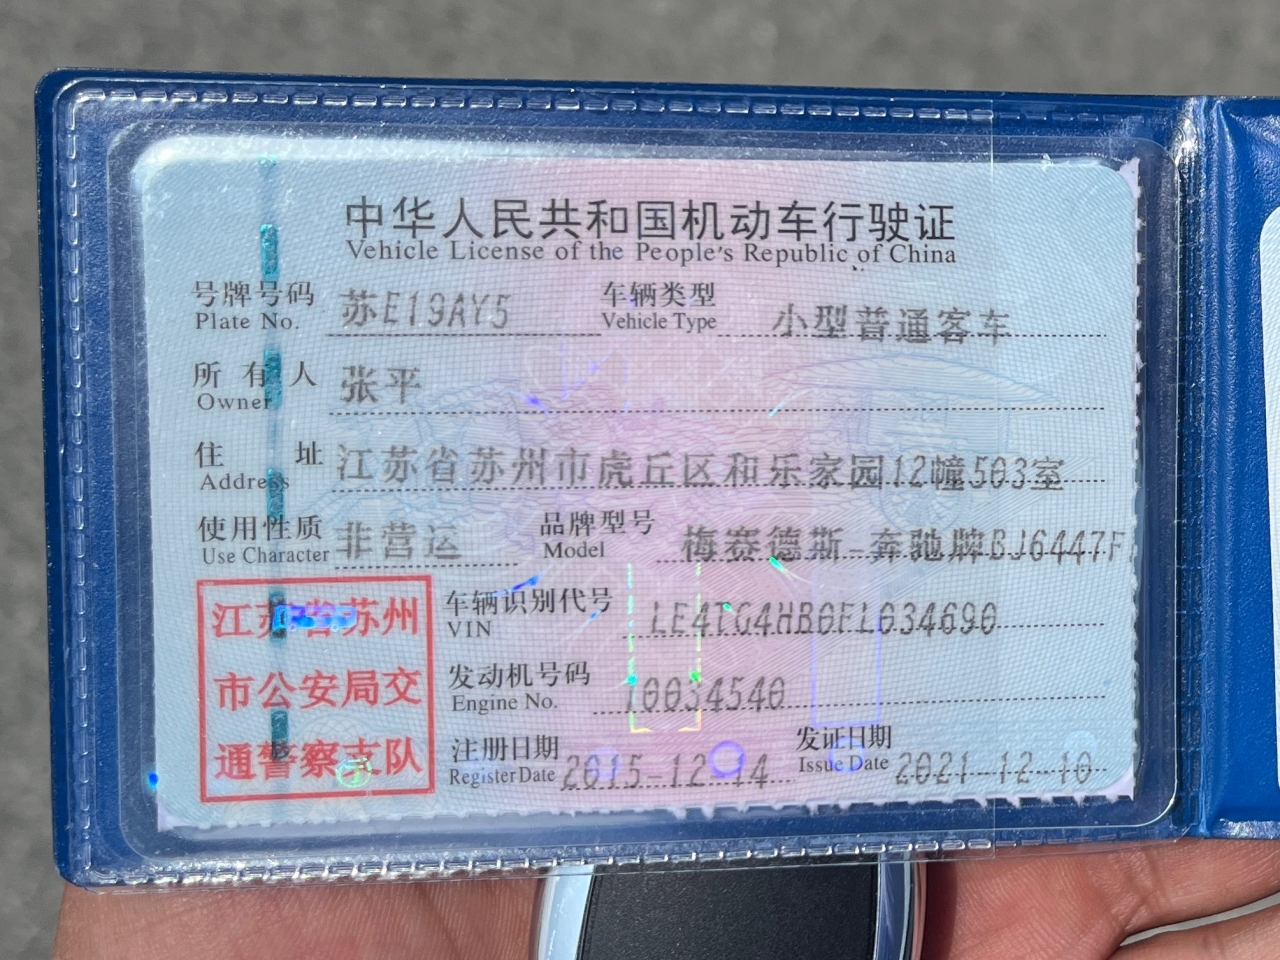 中华人民共和国机动车行驶证
Vehicle License of the People's Republic of China
号牌号码 苏E19AY5 车辆类型 小型普通客车
Plate No. Vehicle Type
所有人 张平
Owner
住址 江苏省苏州市虎丘区和乐家园12幢503室
Address
使用性质 非营运 品牌型号 梅赛德斯-奔驰牌BJ6447F
Use Character Model
江苏省苏州
市公安局交
通警察支队
车辆识别代号 LE4TG4HB0FL034690
VIN
发动机号码 10034540
Engine No.
注册日期 2015-12-14 发证日期 2021-12-10
Register Date Issue Date